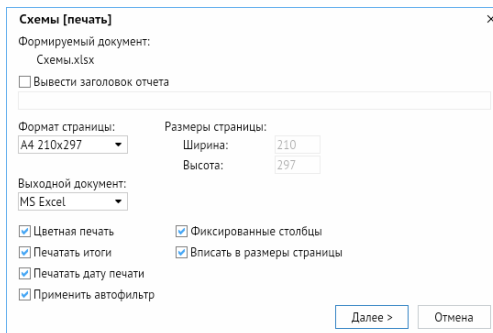 Схемы [печать]
Формируемый документ:
Схемы.xlsx
Вывести заголовок отчета
Формат страницы:
A4 210x297
Размеры страницы:
Ширина: 210
Высота: 297
Выходной документ:
MS Excel
Цветная печать
Фиксированные столбцы
Печатать итоги
Вписать в размеры страницы
Печатать дату печати
Применить автофильтр
Далее >
Отмена